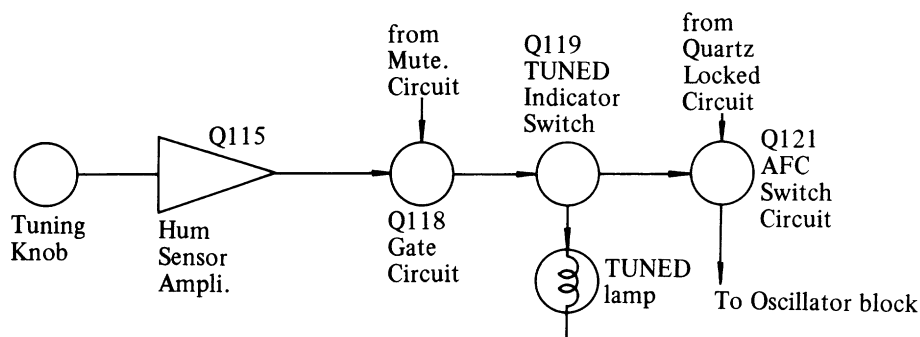 from
Mute.
Circuit
Q119
TUNED
Indicator
Switch
from
Quartz
Locked
Circuit
Q115
Q121
AFC
Switch
Circuit
Tuning
Knob
Hum
Sensor
Ampli.
Q118
Gate
Circuit
TUNED
lamp
To Oscillator block